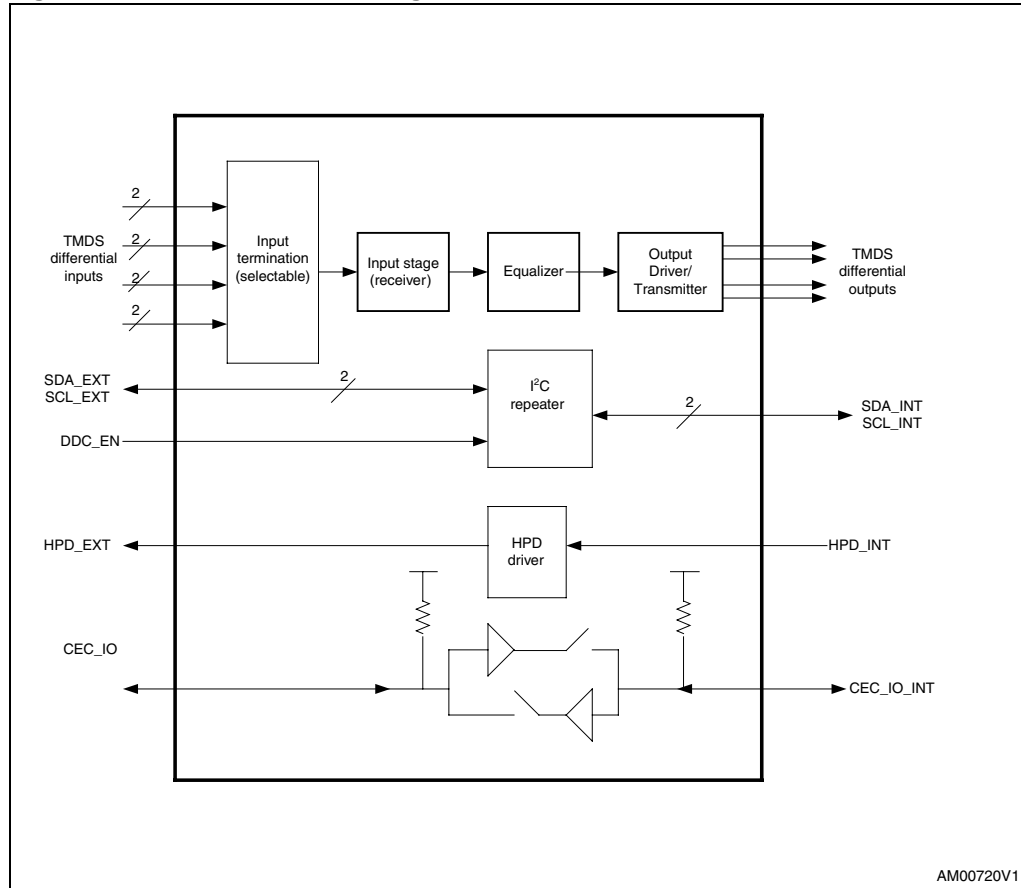 2
TMDS
differential
inputs
2
2
2
Input
termination
(selectable)
Input stage
(receiver)
Equalizer
Output
Driver/
Transmitter
TMDS
differential
outputs
SDA_EXT
SCL_EXT
2
I²C
repeater
2
SDA_INT
SCL_INT
DDC_EN
HPD_EXT
HPD
driver
HPD_INT
CEC_IO
CEC_IO_INT
AM00720V1